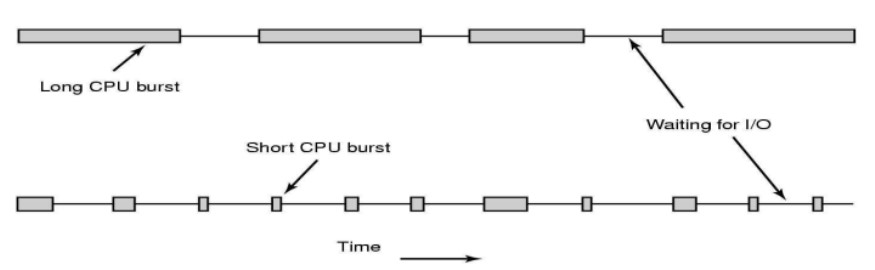 Long CPU burst
Waiting for I/O
Short CPU burst
Time